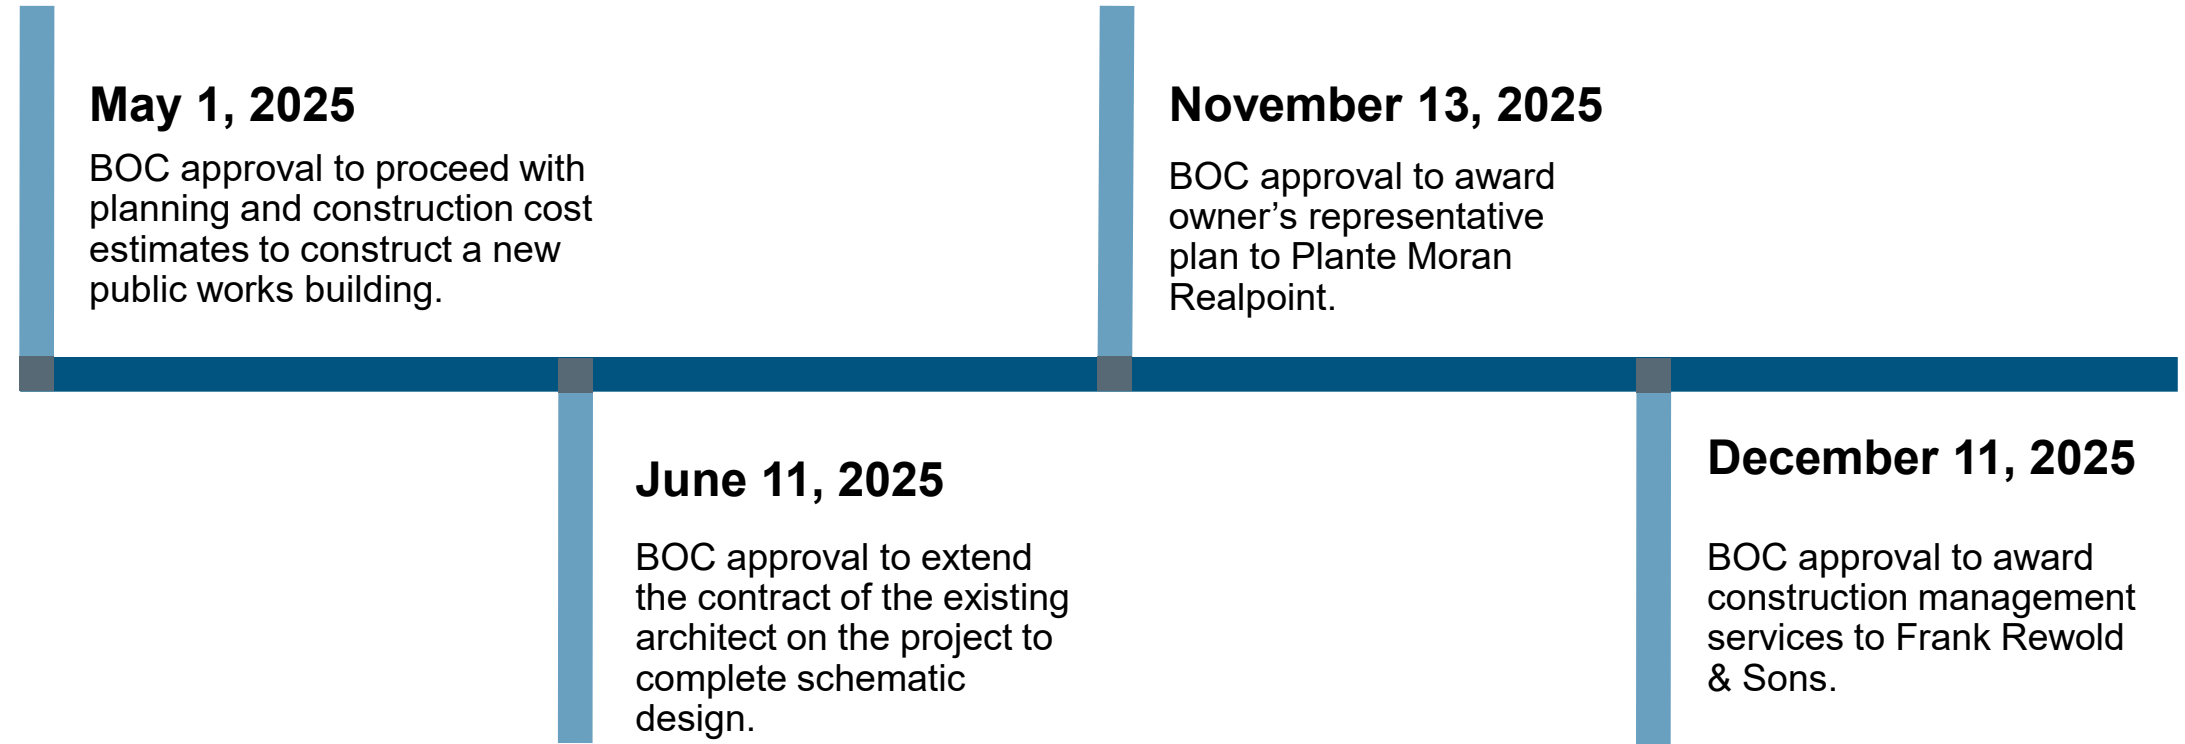 May 1, 2025
BOC approval to proceed with
planning and construction cost
estimates to construct a new
public works building.
June 11, 2025
BOC approval to extend
the contract of the existing
architect on the project to
complete schematic
design.
November 13, 2025
BOC approval to award
owner’s representative
plan to Plante Moran
Realpoint.
December 11, 2025
BOC approval to award
construction management
services to Frank Rewold
& Sons.